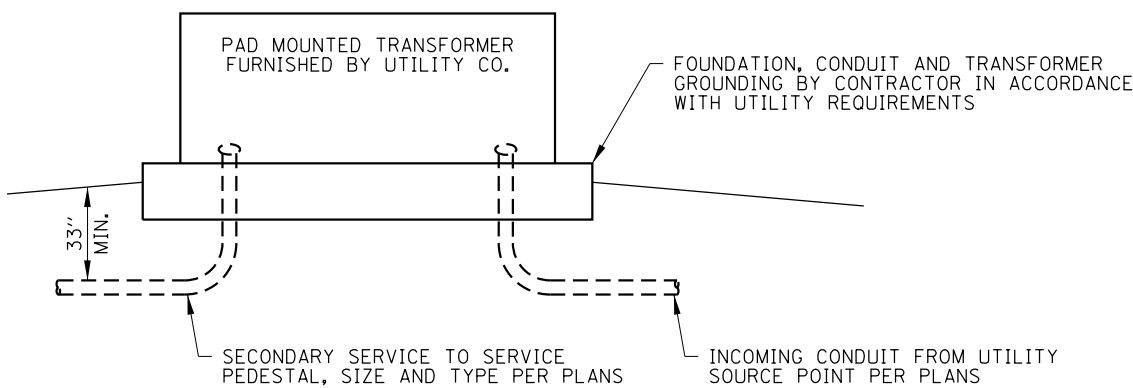 PAD MOUNTED TRANSFORMER
FURNISHED BY UTILITY CO.
FOUNDATION, CONDUIT AND TRANSFORMER
GROUNDING BY CONTRACTOR IN ACCORDANCE
WITH UTILITY REQUIREMENTS
33"
MIN.
SECONDARY SERVICE TO SERVICE
PEDESTAL, SIZE AND TYPE PER PLANS
INCOMING CONDUIT FROM UTILITY
SOURCE POINT PER PLANS